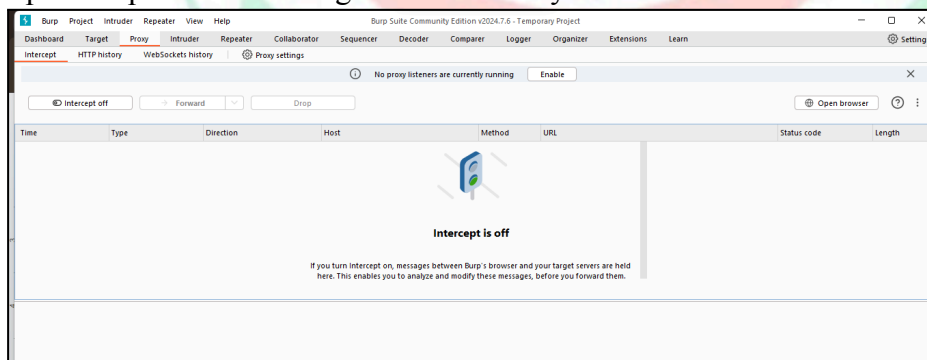 Burp Project Intruder Repeater View Help Burp Suite Community Edition v2024.7.6 - Temporary Project
Dashboard Target Proxy Intruder Repeater Collaborator Sequencer Decoder Comparer Logger Organizer Extensions Learn Setting
Intercept HTTP history WebSockets history Proxy settings
No proxy listeners are currently running Enable
Intercept off Forward Drop Open browser
Time Type Direction Host Method URL Status code Length
Intercept is off
If you turn Intercept on, messages between Burp's browser and your target servers are held
here. This enables you to analyze and modify these messages, before you forward them.